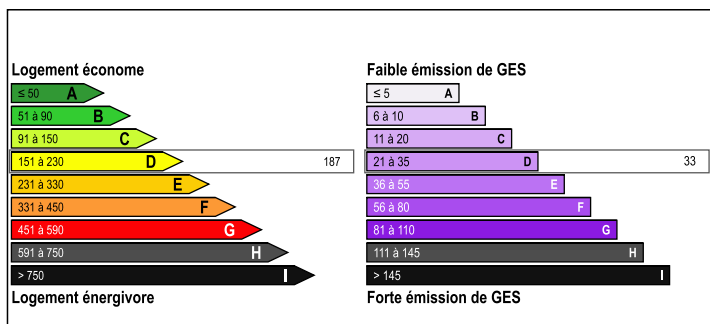 Logement économe
≤ 50 A
51 à 90 B
91 à 150 C
151 à 230 D 187
231 à 330 E
331 à 450 F
451 à 590 G
591 à 750 H
> 750 I
Logement énergivore
Faible émission de GES
≤ 5 A
6 à 10 B
11 à 20 C
21 à 35 D 33
36 à 55 E
56 à 80 F
81 à 110 G
111 à 145 H
> 145 I
Forte émission de GES